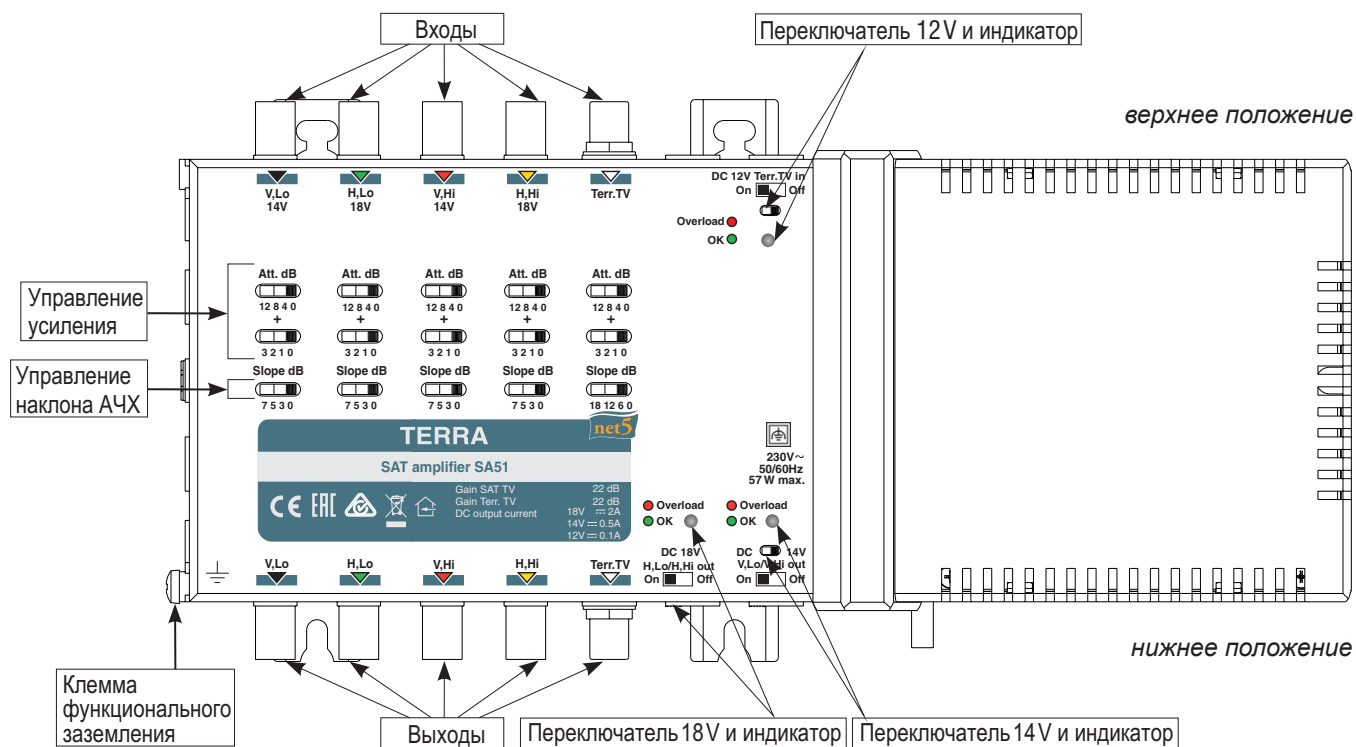 Входы
Переключатель 12V и индикатор
верхнее положение
V,Lo H,Lo V,Hi H,Hi Terr.TV
14V 18V 14V 18V
DC 12V Terr.TV in
On Off
Overload
OK
Управление
усиления
Att. dB Att. dB Att. dB Att. dB Att. dB
12 8 4 0 12 8 4 0 12 8 4 0 12 8 4 0 12 8 4 0
+ + + + +
3 2 1 0 3 2 1 0 3 2 1 0 3 2 1 0 3 2 1 0
Управление
наклона АЧХ
Slope dB Slope dB Slope dB Slope dB Slope dB
7 5 3 0 7 5 3 0 7 5 3 0 7 5 3 0 18 12 6 0
TERRA
net5
SAT amplifier SA51
CE EAC
Gain SAT TV 22 dB
Gain Terr. TV 22 dB
DC output current 18V ⎓ 2A
14V ⎓ 0.5A
12V ⎓ 0.1A
230V~
50/60Hz
57W max.
Overload
OK
DC 18V
H,Lo/H,Hi out
On Off
Overload
OK
DC 14V
V,Lo/V,Hi out
On Off
V,Lo H,Lo V,Hi H,Hi Terr.TV
нижнее положение
Клемма
функционального
заземления
Выходы
Переключатель 18V и индикатор
Переключатель 14V и индикатор